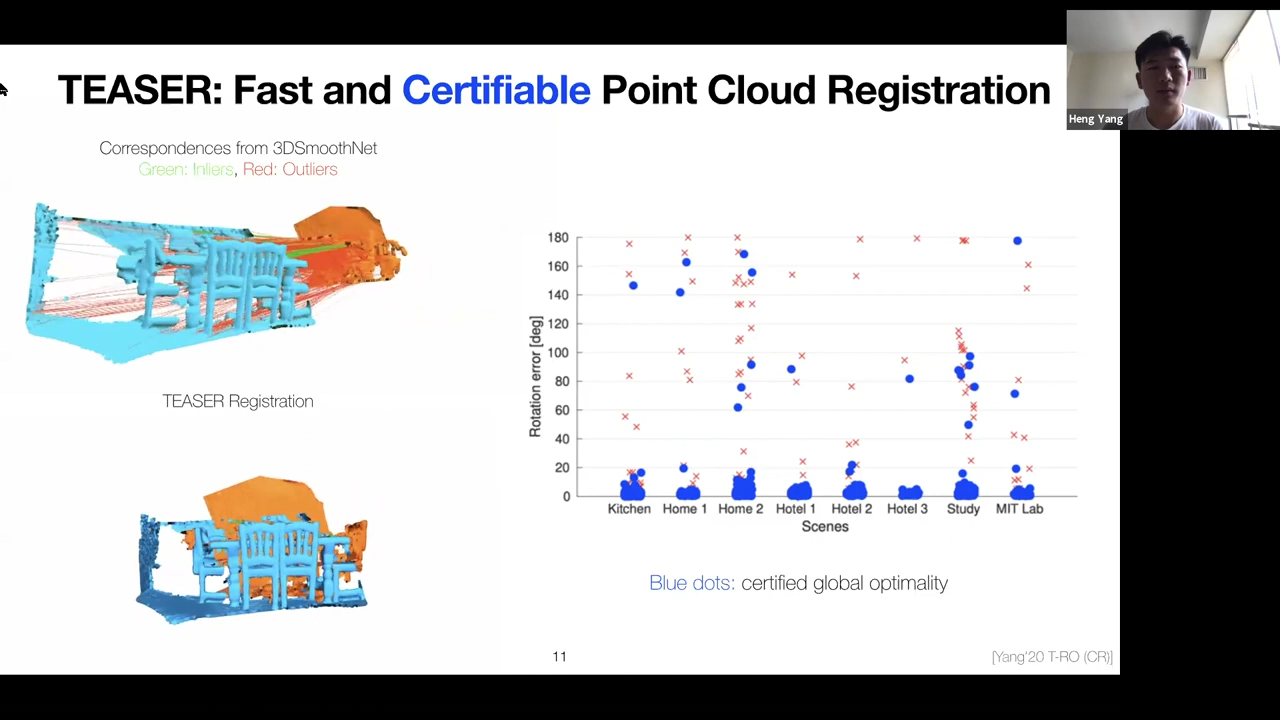 TEASER: Fast and Certifiable Point Cloud Registration
Heng Yang
Correspondences from 3DSmoothNet
Green: Inliers, Red: Outliers
TEASER Registration
Rotation error [deg]
180
160
140
120
100
80
60
40
20
0
Kitchen Home 1 Home 2 Hotel 1 Hotel 2 Hotel 3 Study MIT Lab
Scenes
Blue dots: certified global optimality
11
[Yang'20 T-RO (CR)]